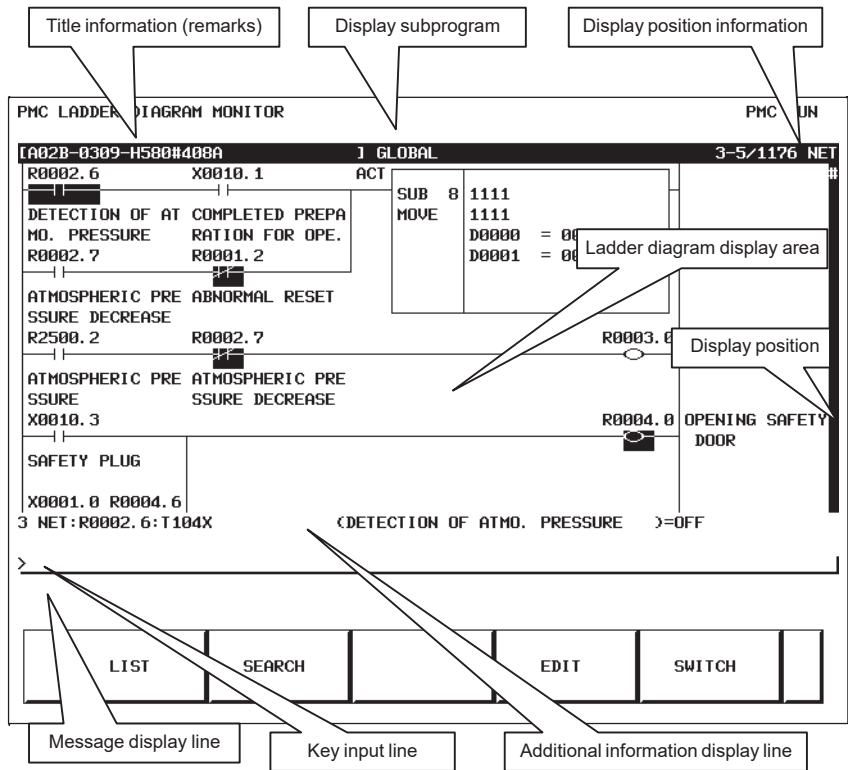 Title information (remarks)
Display subprogram
Display position information
PMC LADDER DIAGRAM MONITOR
PMC UN
[A02B-0309-H580#408A ] GLOBAL 3-5/1176 NET
R0002.6 X0010.1 ACT
SUB 8 1111
#
DETECTION OF AT COMPLETED PREPA MOVE 1111
MO. PRESSURE RATION FOR OPE. D0000 =
R0002.7 R0001.2 D0001 =
Ladder diagram display area
ATMOSPHERIC PRE ABNORMAL RESET
SSURE DECREASE
R2500.2 R0002.7 R0003.0
Display position
ATMOSPHERIC PRE ATMOSPHERIC PRE
SSURE SSURE DECREASE
X0010.3 R0004.0 OPENING SAFETY
DOOR
SAFETY PLUG
X0001.0 R0004.6
3 NET:R0002.6:T104X (DETECTION OF ATMO. PRESSURE )=OFF
>
LIST SEARCH EDIT SWITCH
Message display line
Key input line
Additional information display line